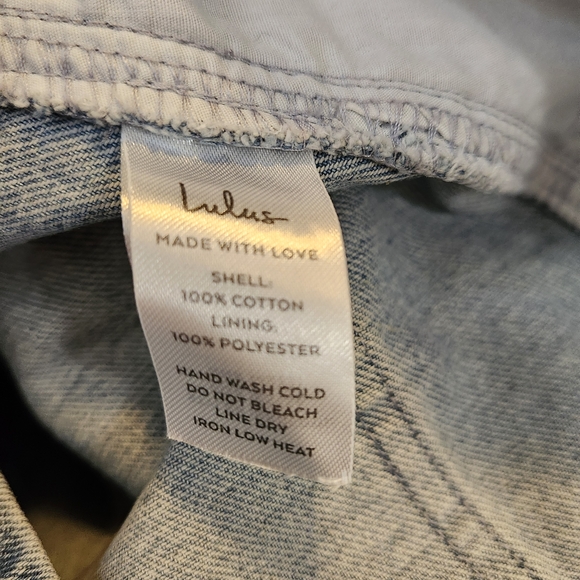 Lulus
MADE WITH LOVE
SHELL:
100% COTTON
LINING:
100% POLYESTER
HAND WASH COLD
DO NOT BLEACH
LINE DRY
IRON LOW HEAT